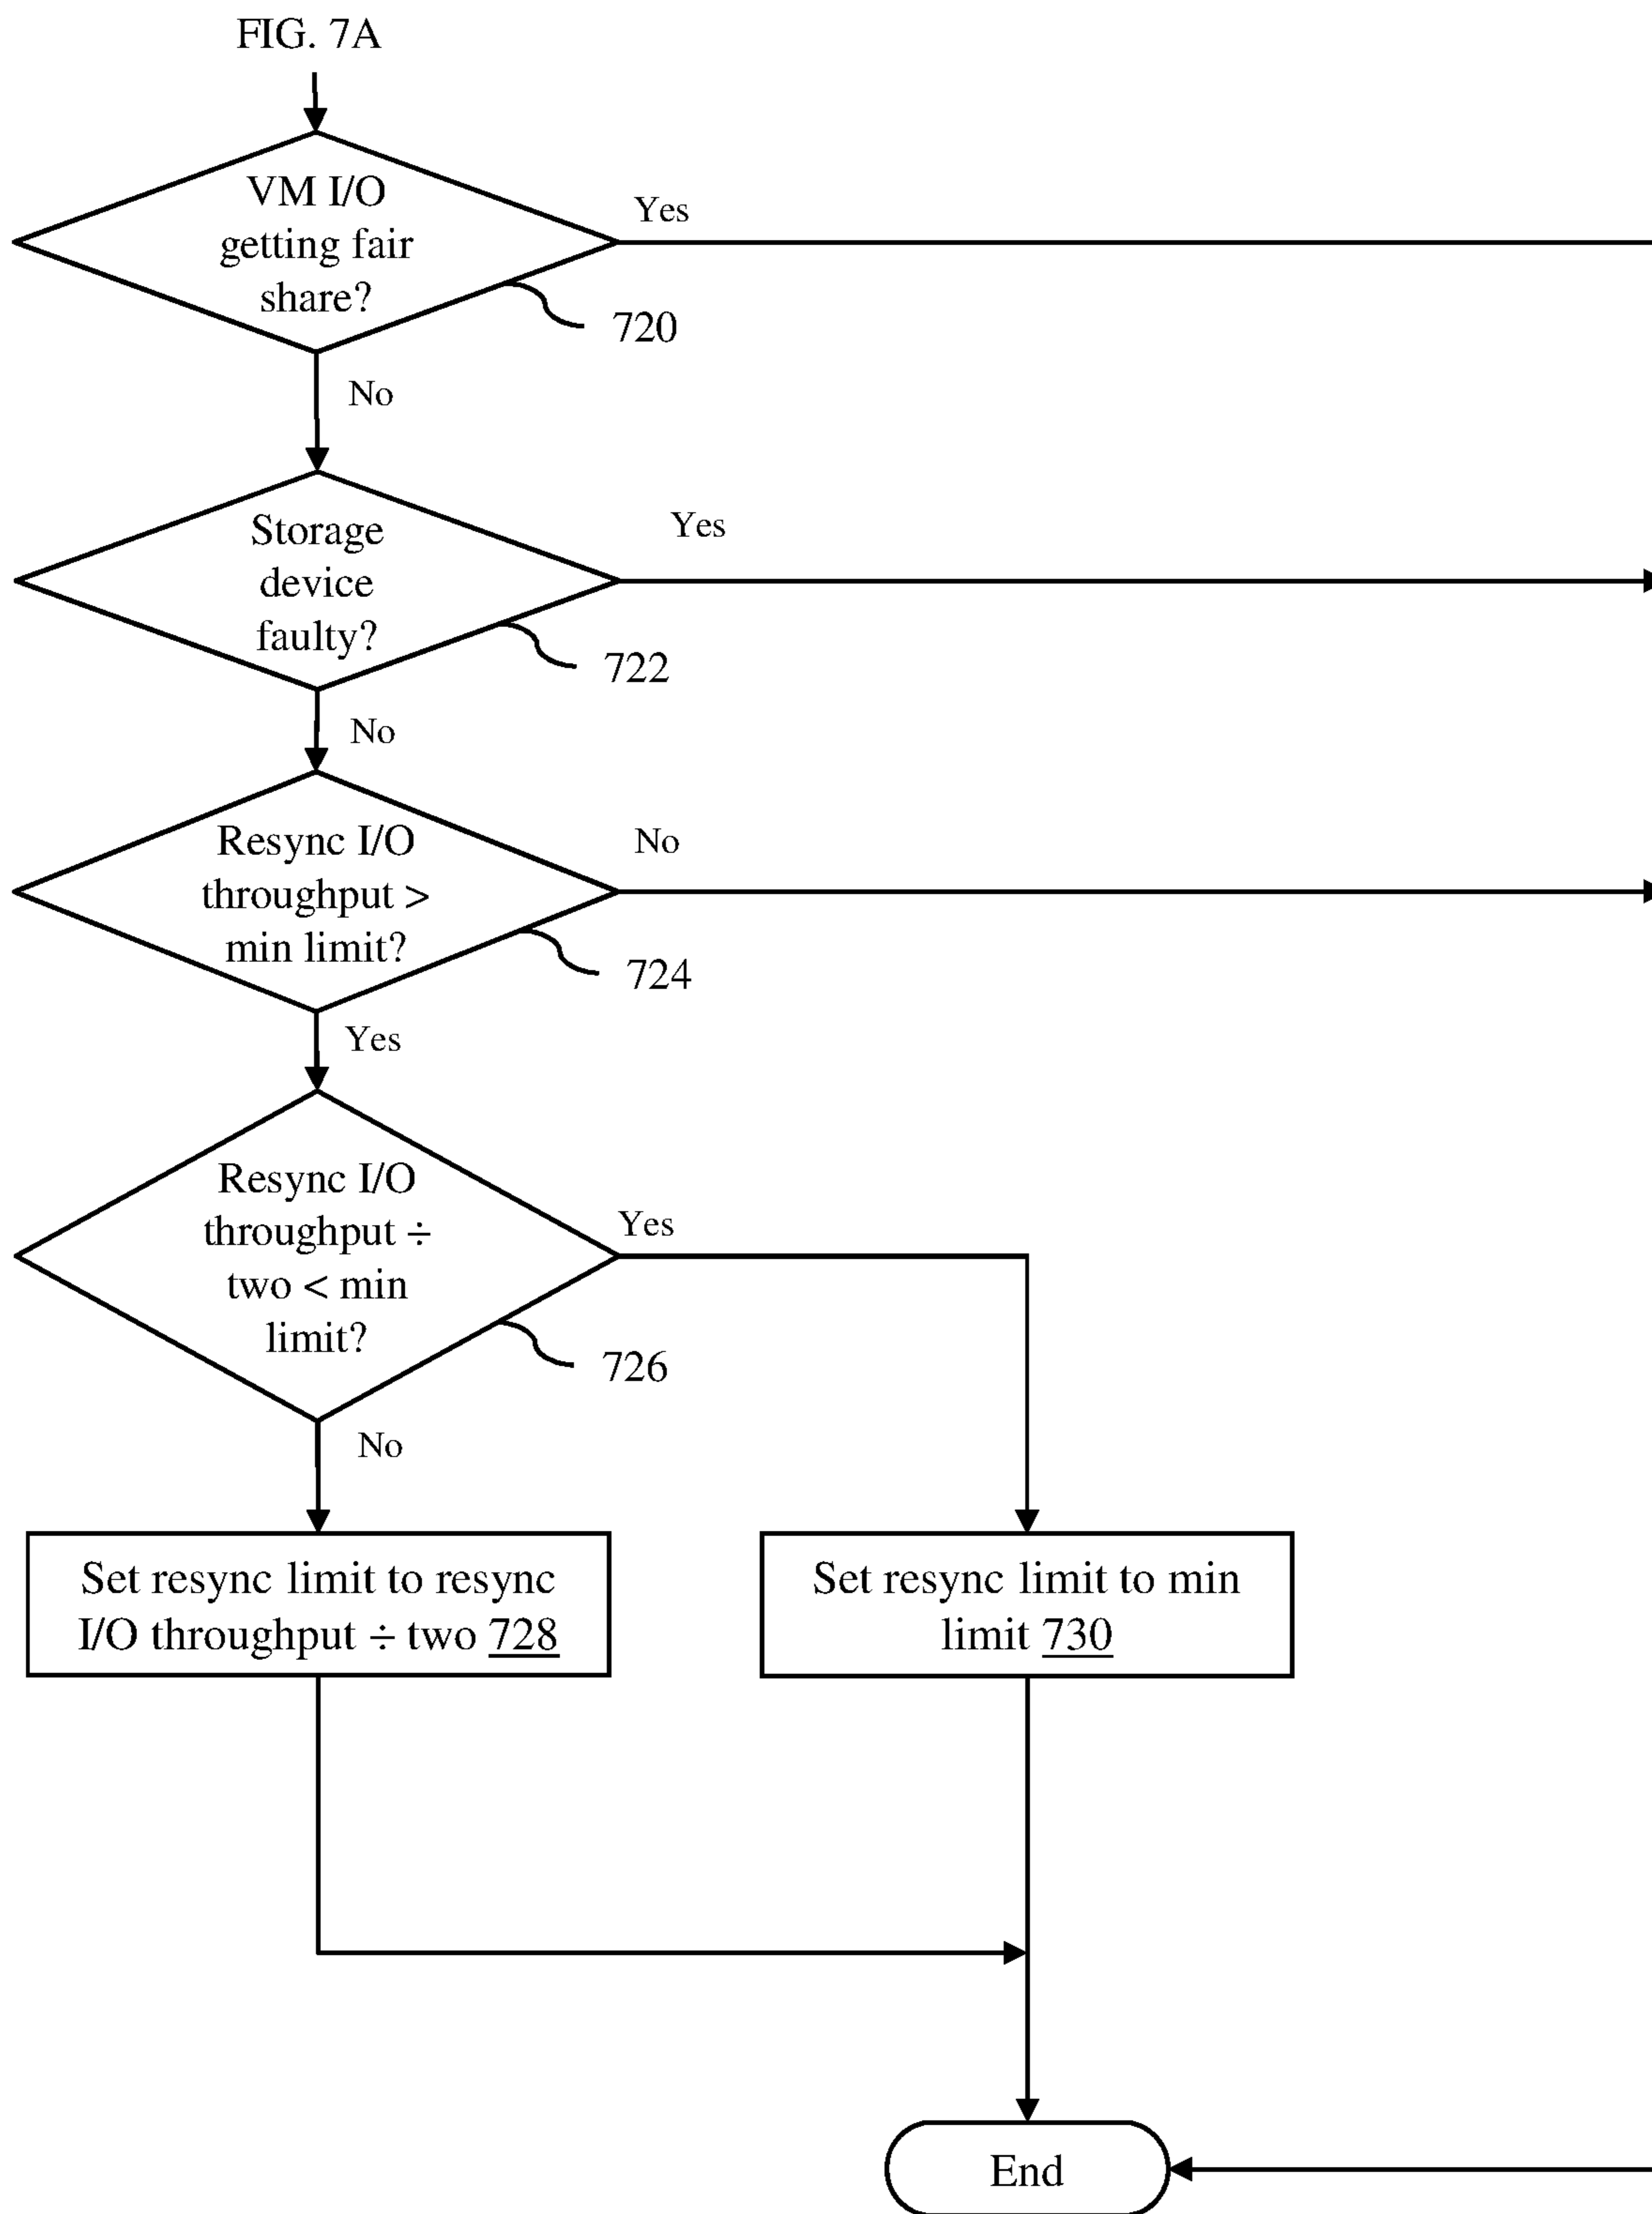 FIG. 7A
VM I/O
getting fair
share?
Yes
720
No
Storage
device
faulty?
Yes
722
No
Resync I/O
throughput >
min limit?
No
724
Yes
Resync I/O
throughput ÷
two < min
limit?
Yes
726
No
Set resync limit to resync
I/O throughput ÷ two 728
Set resync limit to min
limit 730
End